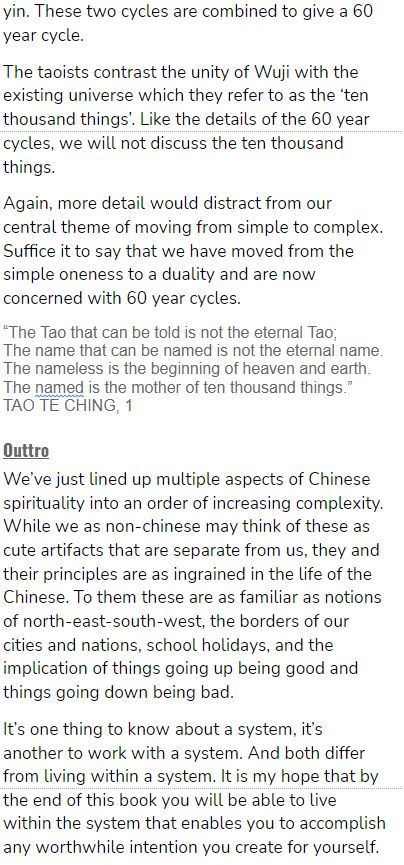 yin. These two cycles are combined to give a 60
year cycle.
The taoists contrast the unity of Wuji with the
existing universe which they refer to as the ‘ten
thousand things’. Like the details of the 60 year
cycles, we will not discuss the ten thousand
things.
Again, more detail would distract from our
central theme of moving from simple to complex.
Suffice it to say that we have moved from the
simple oneness to a duality and are now
concerned with 60 year cycles.
“The Tao that can be told is not the eternal Tao;
The name that can be named is not the eternal name.
The nameless is the beginning of heaven and earth.
The named is the mother of ten thousand things.”
TAO TE CHING, 1
Outtro
We’ve just lined up multiple aspects of Chinese
spirituality into an order of increasing complexity.
While we as non-chinese may think of these as
cute artifacts that are separate from us, they and
their principles are as ingrained in the life of the
Chinese. To them these are as familiar as notions
of north-east-south-west, the borders of our
cities and nations, school holidays, and the
implication of things going up being good and
things going down being bad.
It’s one thing to know about a system, it’s
another to work with a system. And both differ
from living within a system. It is my hope that by
the end of this book you will be able to live
within the system that enables you to accomplish
any worthwhile intention you create for yourself.